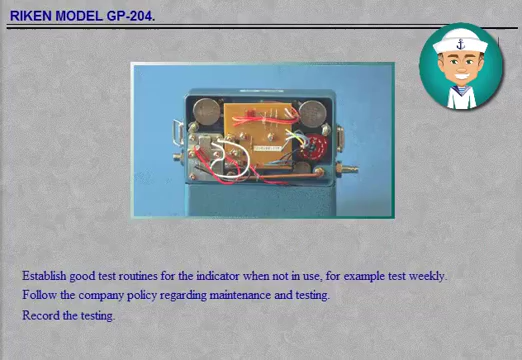 RIKEN MODEL GP-204.
Establish good test routines for the indicator when not in use, for example test weekly.
Follow the company policy regarding maintenance and testing.
Record the testing.